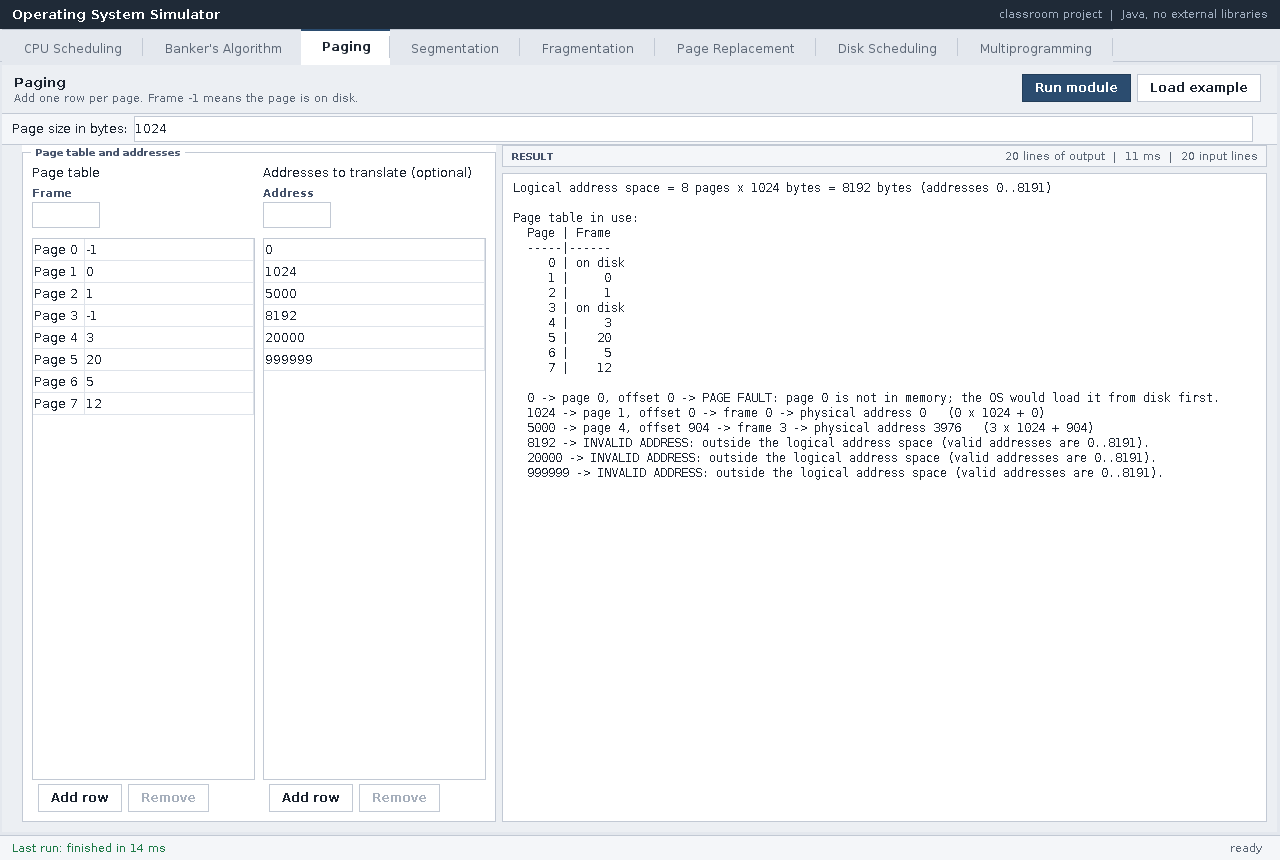 Operating System Simulator
classroom project | Java, no external libraries
CPU Scheduling
Banker's Algorithm
Paging
Segmentation
Fragmentation
Page Replacement
Disk Scheduling
Multiprogramming
Paging
Add one row per page. Frame -1 means the page is on disk.
Run module
Load example
Page size in bytes: 1024
Page table and addresses
Page table
Frame
Page 0 -1
Page 1 0
Page 2 1
Page 3 -1
Page 4 3
Page 5 20
Page 6 5
Page 7 12
Add row
Remove
Addresses to translate (optional)
Address
0
1024
5000
8192
20000
999999
Add row
Remove
RESULT
20 lines of output | 11 ms | 20 input lines
Logical address space = 8 pages x 1024 bytes = 8192 bytes (addresses 0..8191)
Page table in use:
Page | Frame
-----|------
0 | on disk
1 | 0
2 | 1
3 | on disk
4 | 3
5 | 20
6 | 5
7 | 12
0 -> page 0, offset 0 -> PAGE FAULT: page 0 is not in memory; the OS would load it from disk first.
1024 -> page 1, offset 0 -> frame 0 -> physical address 0 (0 x 1024 + 0)
5000 -> page 4, offset 904 -> frame 3 -> physical address 3976 (3 x 1024 + 904)
8192 -> INVALID ADDRESS: outside the logical address space (valid addresses are 0..8191).
20000 -> INVALID ADDRESS: outside the logical address space (valid addresses are 0..8191).
999999 -> INVALID ADDRESS: outside the logical address space (valid addresses are 0..8191).
Last run: finished in 14 ms
ready